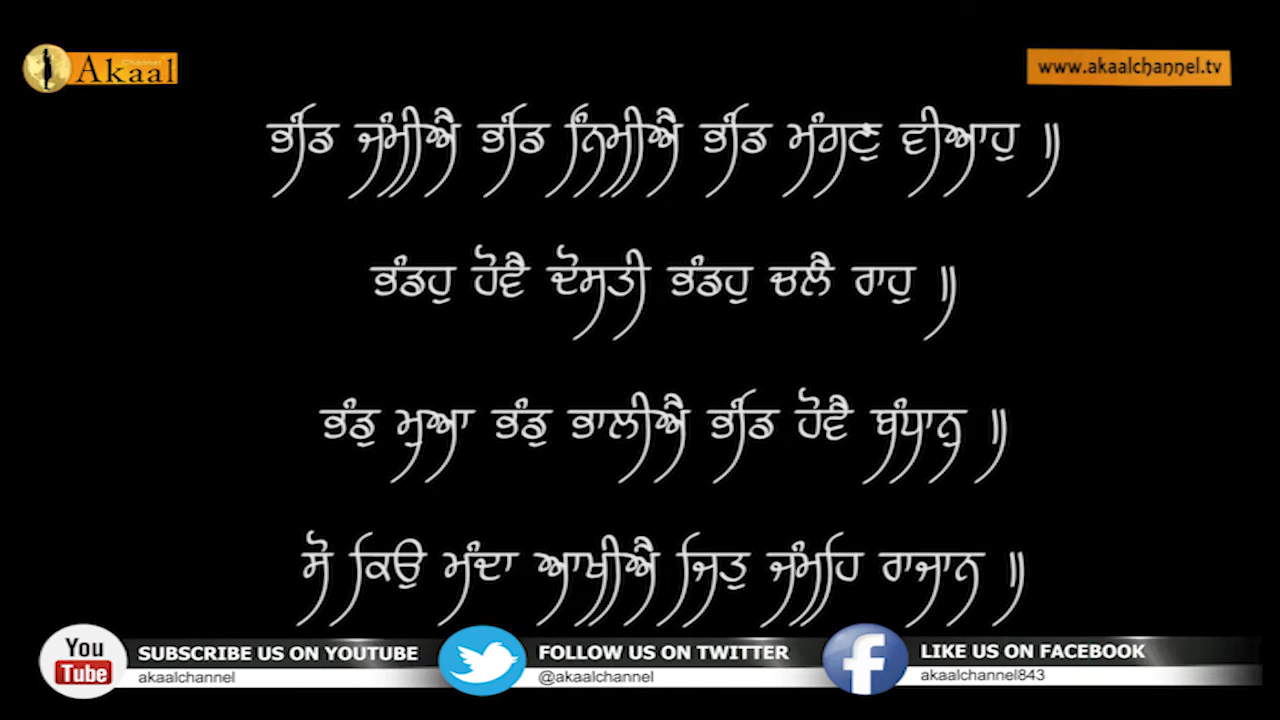 Channel
Akaal
www.akaalchannel.tv
ਭੰਡਿ ਜੰਮੀਐ ਭੰਡਿ ਨਿੰਮੀਐ ਭੰਡਿ ਮੰਗਣੁ ਵੀਆਹੁ ॥
ਭੰਡਹੁ ਹੋਵੈ ਦੋਸਤੀ ਭੰਡਹੁ ਚਲੈ ਰਾਹੁ ॥
ਭੰਡੁ ਮੁਆ ਭੰਡੁ ਭਾਲੀਐ ਭੰਡਿ ਹੋਵੈ ਬੰਧਾਨੁ ॥
ਸੋ ਕਿਉ ਮੰਦਾ ਆਖੀਐ ਜਿਤੁ ਜੰਮਹਿ ਰਾਜਾਨ ॥
You Tube
SUBSCRIBE US ON YOUTUBE
akaalchannel
FOLLOW US ON TWITTER
@akaalchannel
f
LIKE US ON FACEBOOK
akaalchannel843